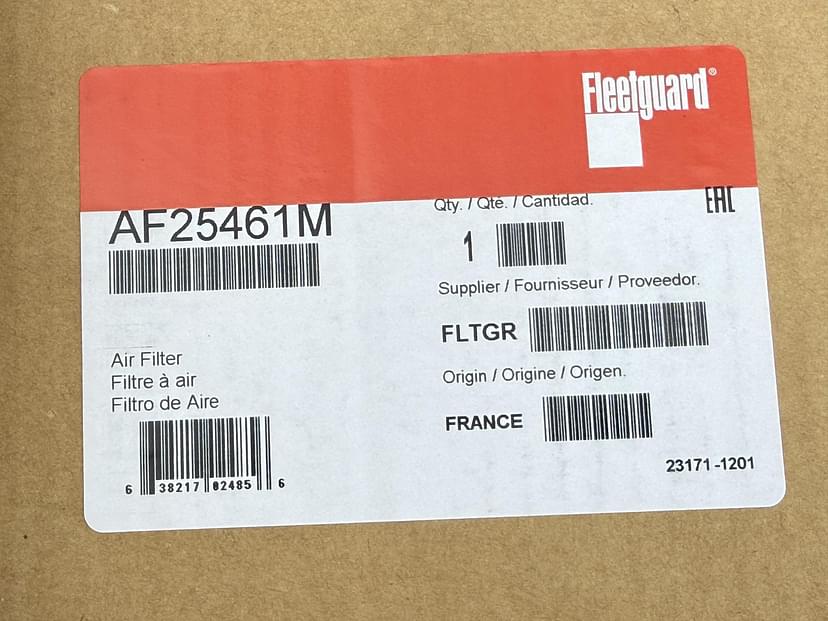 Fleetguard®
AF25461M
Qty. / Qté. / Cantidad.
EAC
1
Supplier / Fournisseur / Proveedor.
FLTGR
Air Filter
Filtre à air
Filtro de Aire
Origin / Origine / Origen.
FRANCE
6 38217 02485 6
23171-1201